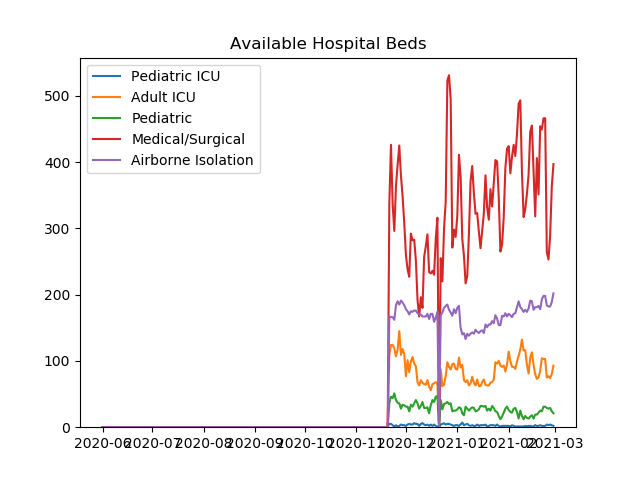 Available Hospital Beds
Pediatric ICU
Adult ICU
Pediatric
Medical/Surgical
Airborne Isolation
500
400
300
200
100
0
2020-06 2020-07 2020-08 2020-09 2020-10 2020-11 2020-12 2021-01 2021-02 2021-03